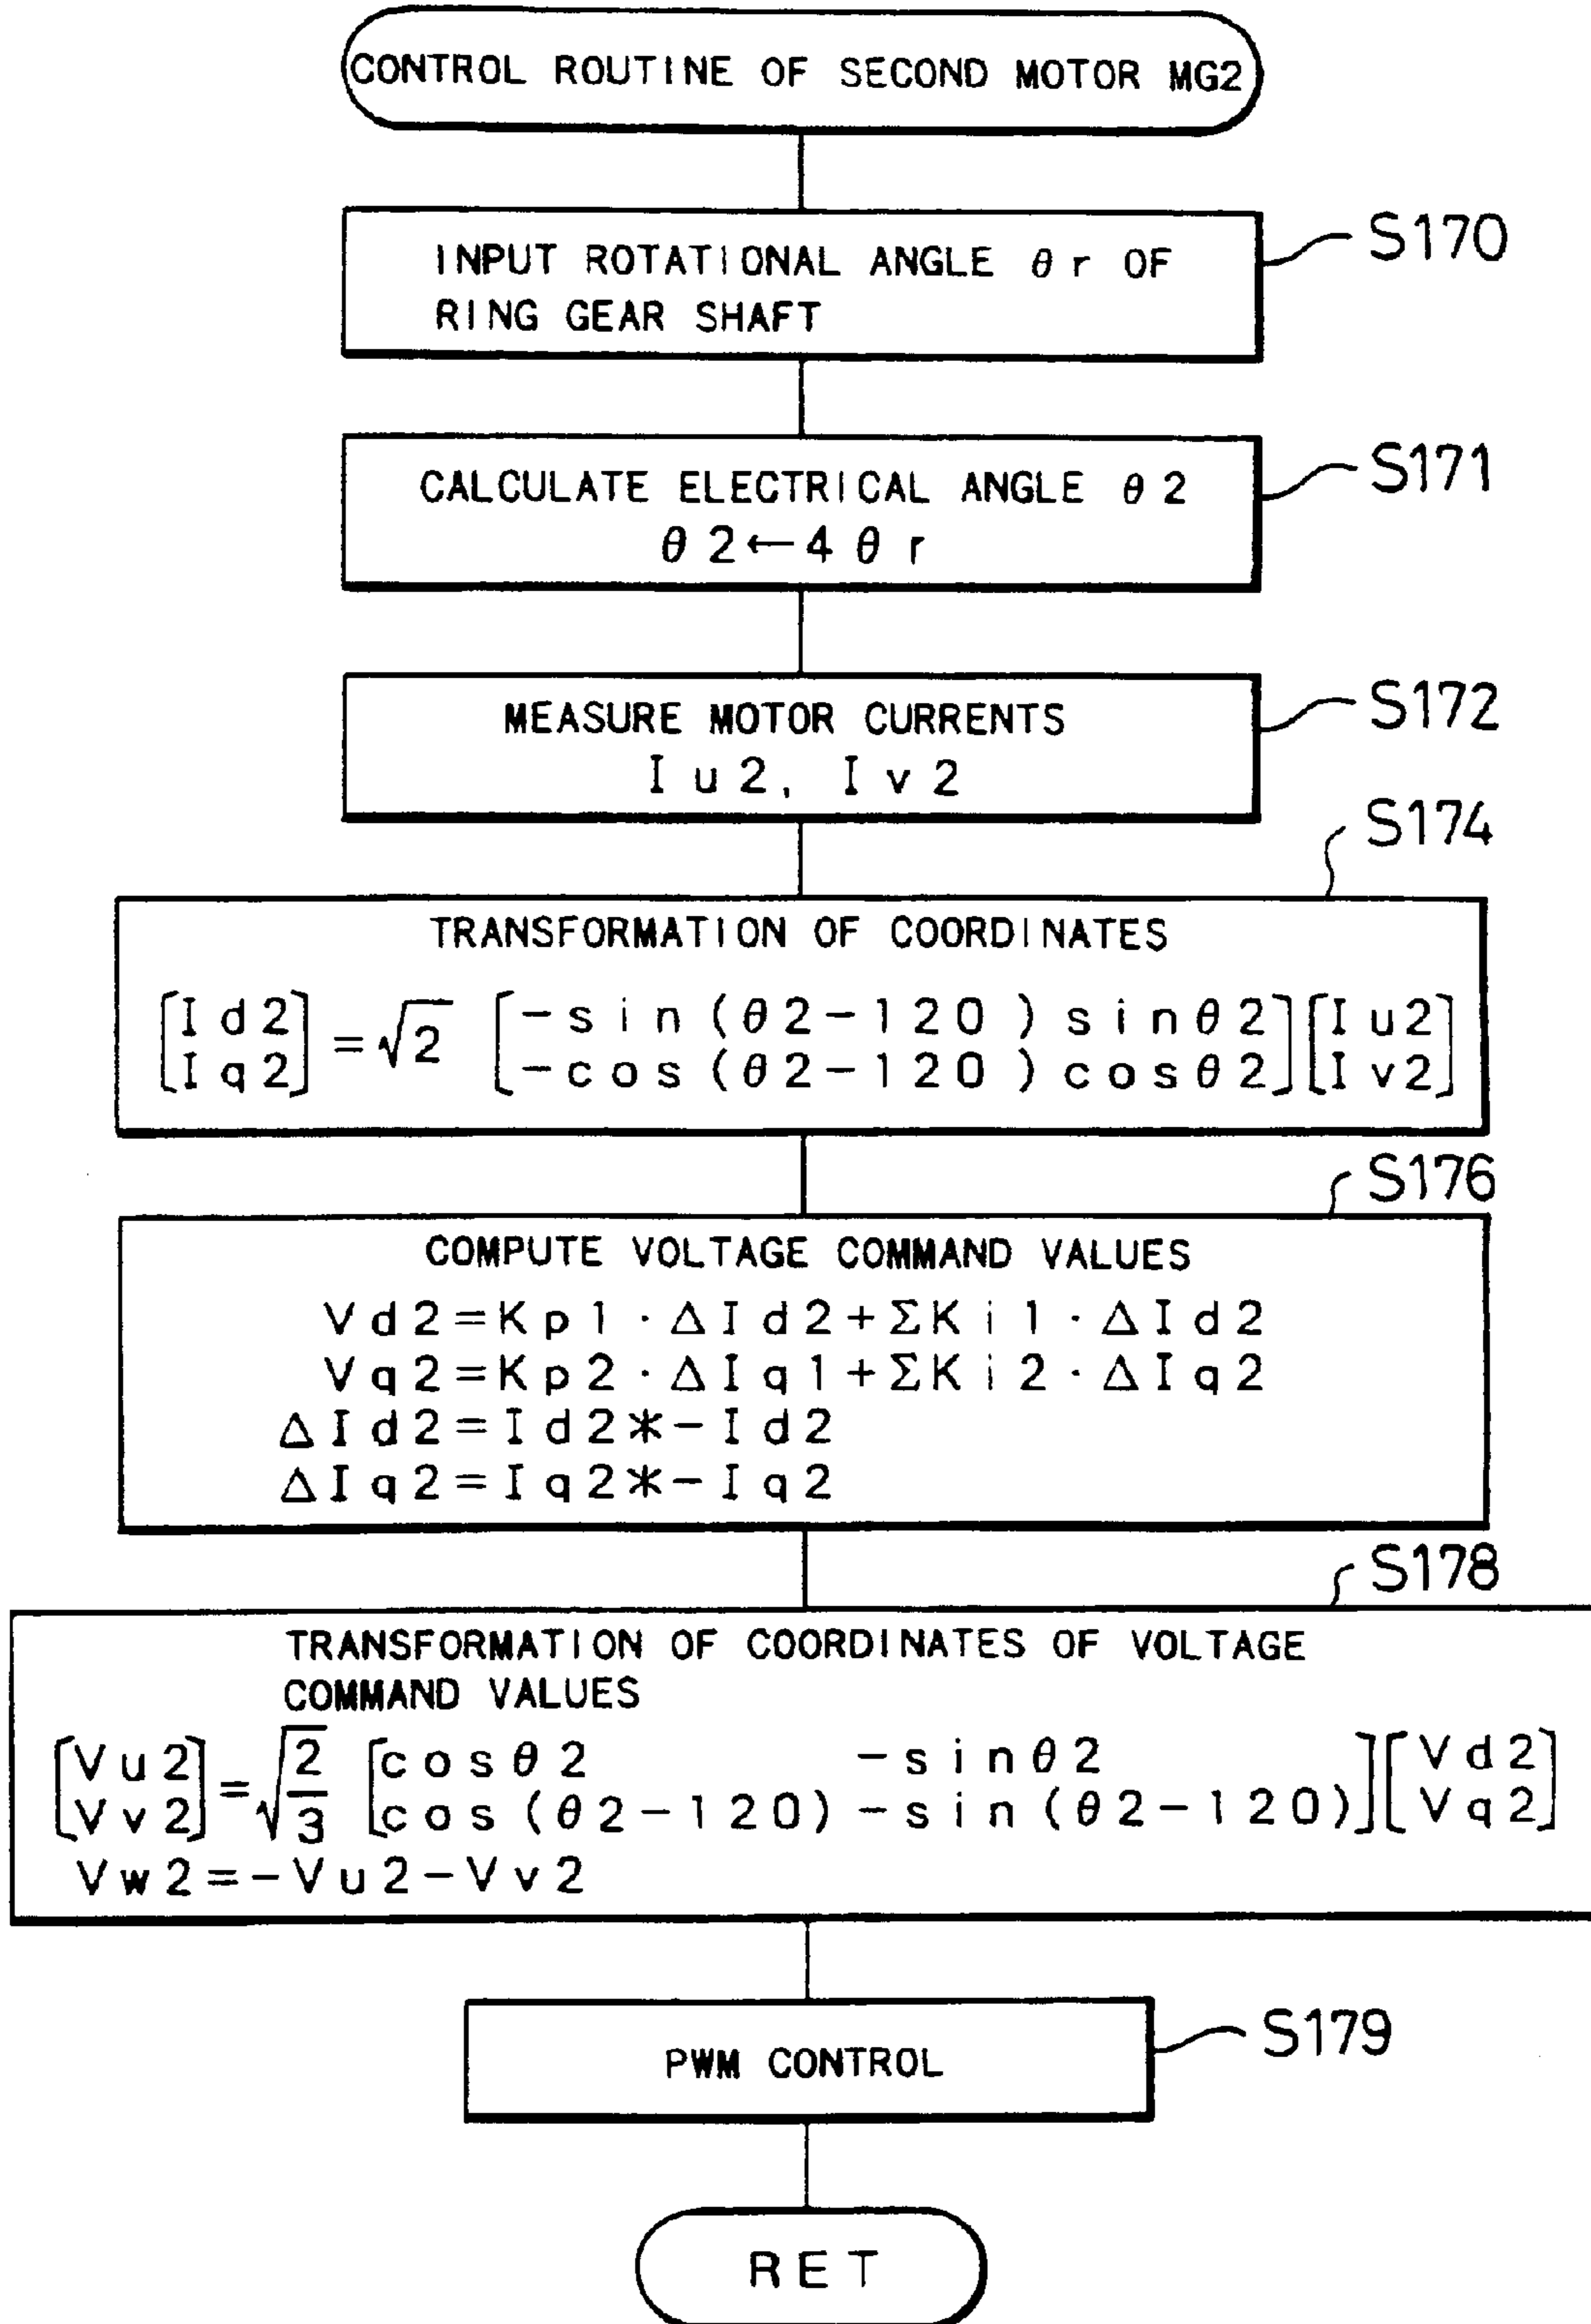 CONTROL ROUTINE OF SECOND MOTOR MG2
INPUT ROTATIONAL ANGLE θr OF
RING GEAR SHAFT
S170
CALCULATE ELECTRICAL ANGLE θ2
θ2←4θr
S171
MEASURE MOTOR CURRENTS
Iu2, Iv2
S172
S174
TRANSFORMATION OF COORDINATES
[Id2] = √2 [-sin(θ2-120) sinθ2][Iu2]
[Iq2] [-cos(θ2-120) cosθ2][Iv2]
S176
COMPUTE VOLTAGE COMMAND VALUES
Vd2=Kp1·ΔId2+ΣKi1·ΔId2
Vq2=Kp2·ΔIq1+ΣKi2·ΔIq2
ΔId2=Id2*-Id2
ΔIq2=Iq2*-Iq2
S178
TRANSFORMATION OF COORDINATES OF VOLTAGE
COMMAND VALUES
[Vu2] = √2/3 [cosθ2 -sinθ2][Vd2]
[Vv2] [cos(θ2-120) -sin(θ2-120)][Vq2]
Vw2=-Vu2-Vv2
PWM CONTROL
S179
RET